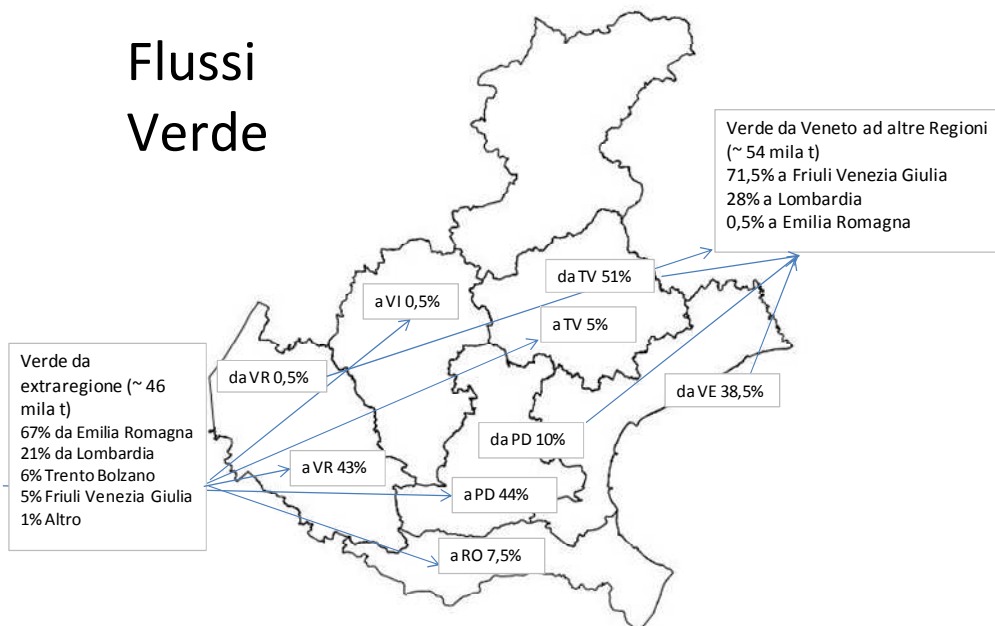 Flussi
Verde
Verde da Veneto ad altre Regioni
(~ 54 mila t)
71,5% a Friuli Venezia Giulia
28% a Lombardia
0,5% a Emilia Romagna
da TV 51%
a VI 0,5%
a TV 5%
Verde da
extraregione (~ 46
mila t)
67% da Emilia Romagna
21% da Lombardia
6% Trento Bolzano
5% Friuli Venezia Giulia
1% Altro
da VR 0,5%
da VE 38,5%
da PD 10%
a VR 43%
a PD 44%
a RO 7,5%